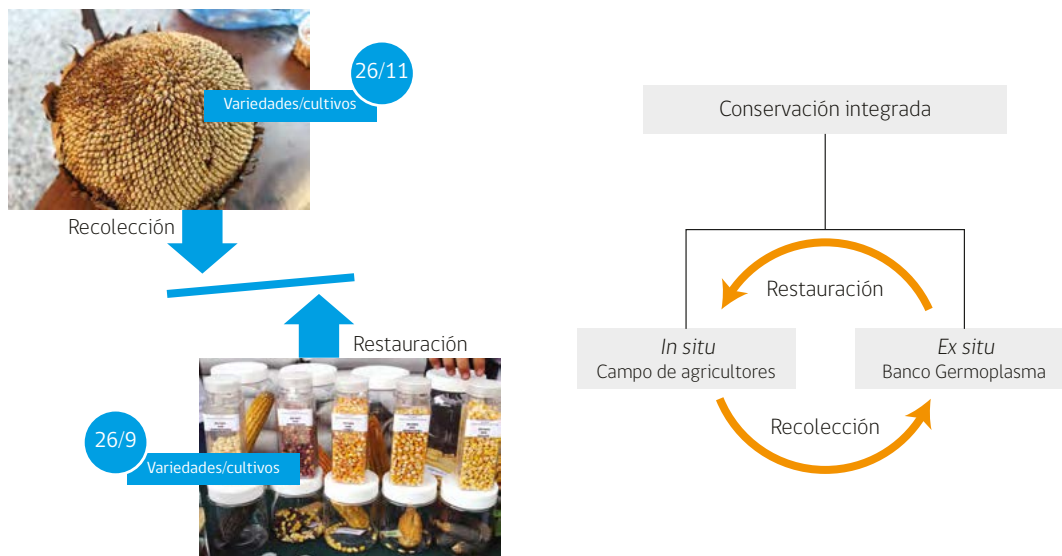 26/11
Variedades/cultivos
Recolección
Restauración
26/9
Variedades/cultivos
Conservación integrada
Restauración
In situ
Campo de agricultores
Ex situ
Banco Germoplasma
Recolección